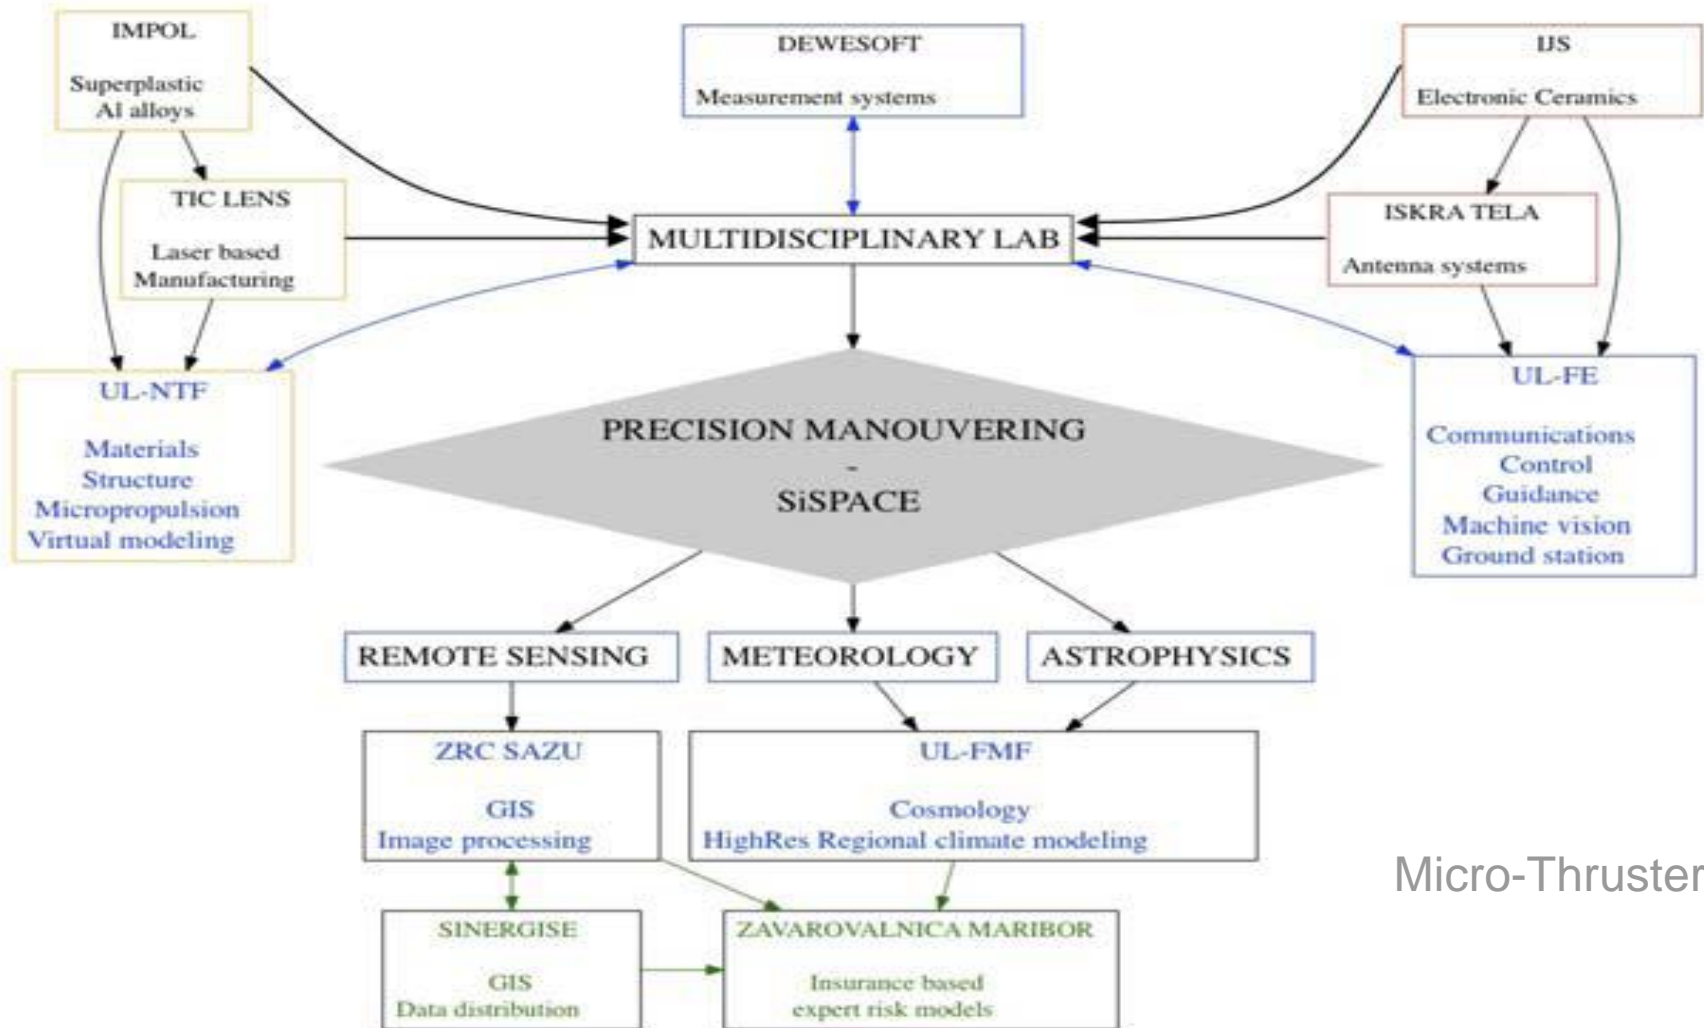 IMPOL
Superplastic
Al alloys
DEWESOFT
Measurement systems
IJS
Electronic Ceramics
TIC LENS
Laser based
Manufacturing
MULTIDISCIPLINARY LAB
ISKRA TELA
Antenna systems
UL-NTF
Materials
Structure
Micropropulsion
Virtual modeling
PRECISION MANOUVERING
-
SiSPACE
UL-FE
Communications
Control
Guidance
Machine vision
Ground station
REMOTE SENSING
METEOROLOGY
ASTROPHYSICS
ZRC SAZU
GIS
Image processing
UL-FMF
Cosmology
HighRes Regional climate modeling
Micro-Thruster
SINERGISE
GIS
Data distribution
ZAVAROVALNICA MARIBOR
Insurance based
expert risk models